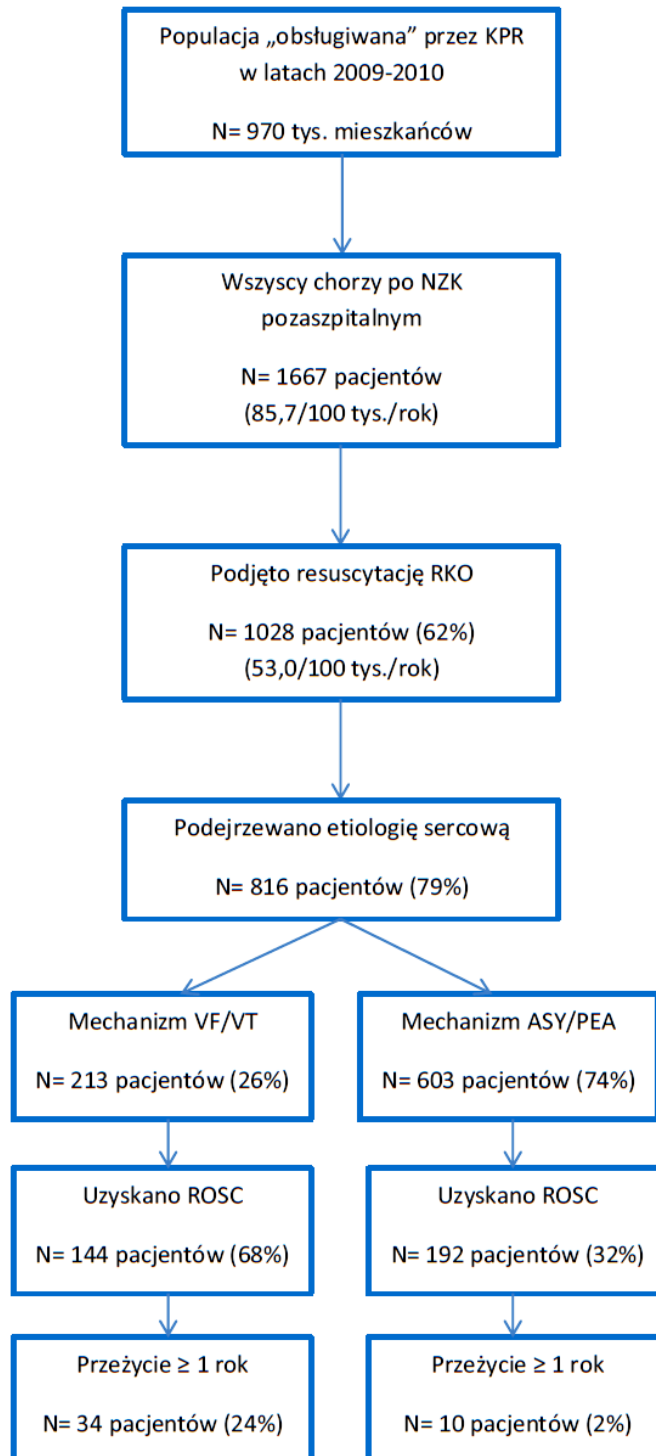 Populacja „obsługiwana” przez KPR
w latach 2009-2010
N= 970 tys. mieszkańców
Wszyscy chorzy po NZK
pozaszpitalnym
N= 1667 pacjentów
(85,7/100 tys./rok)
Podjęto resuscytację RKO
N= 1028 pacjentów (62%)
(53,0/100 tys./rok)
Podejrzewano etiologię sercową
N= 816 pacjentów (79%)
Mechanizm VF/VT
N= 213 pacjentów (26%)
Mechanizm ASY/PEA
N= 603 pacjentów (74%)
Uzyskano ROSC
N= 144 pacjentów (68%)
Uzyskano ROSC
N= 192 pacjentów (32%)
Przeżycie ≥ 1 rok
N= 34 pacjentów (24%)
Przeżycie ≥ 1 rok
N= 10 pacjentów (2%)